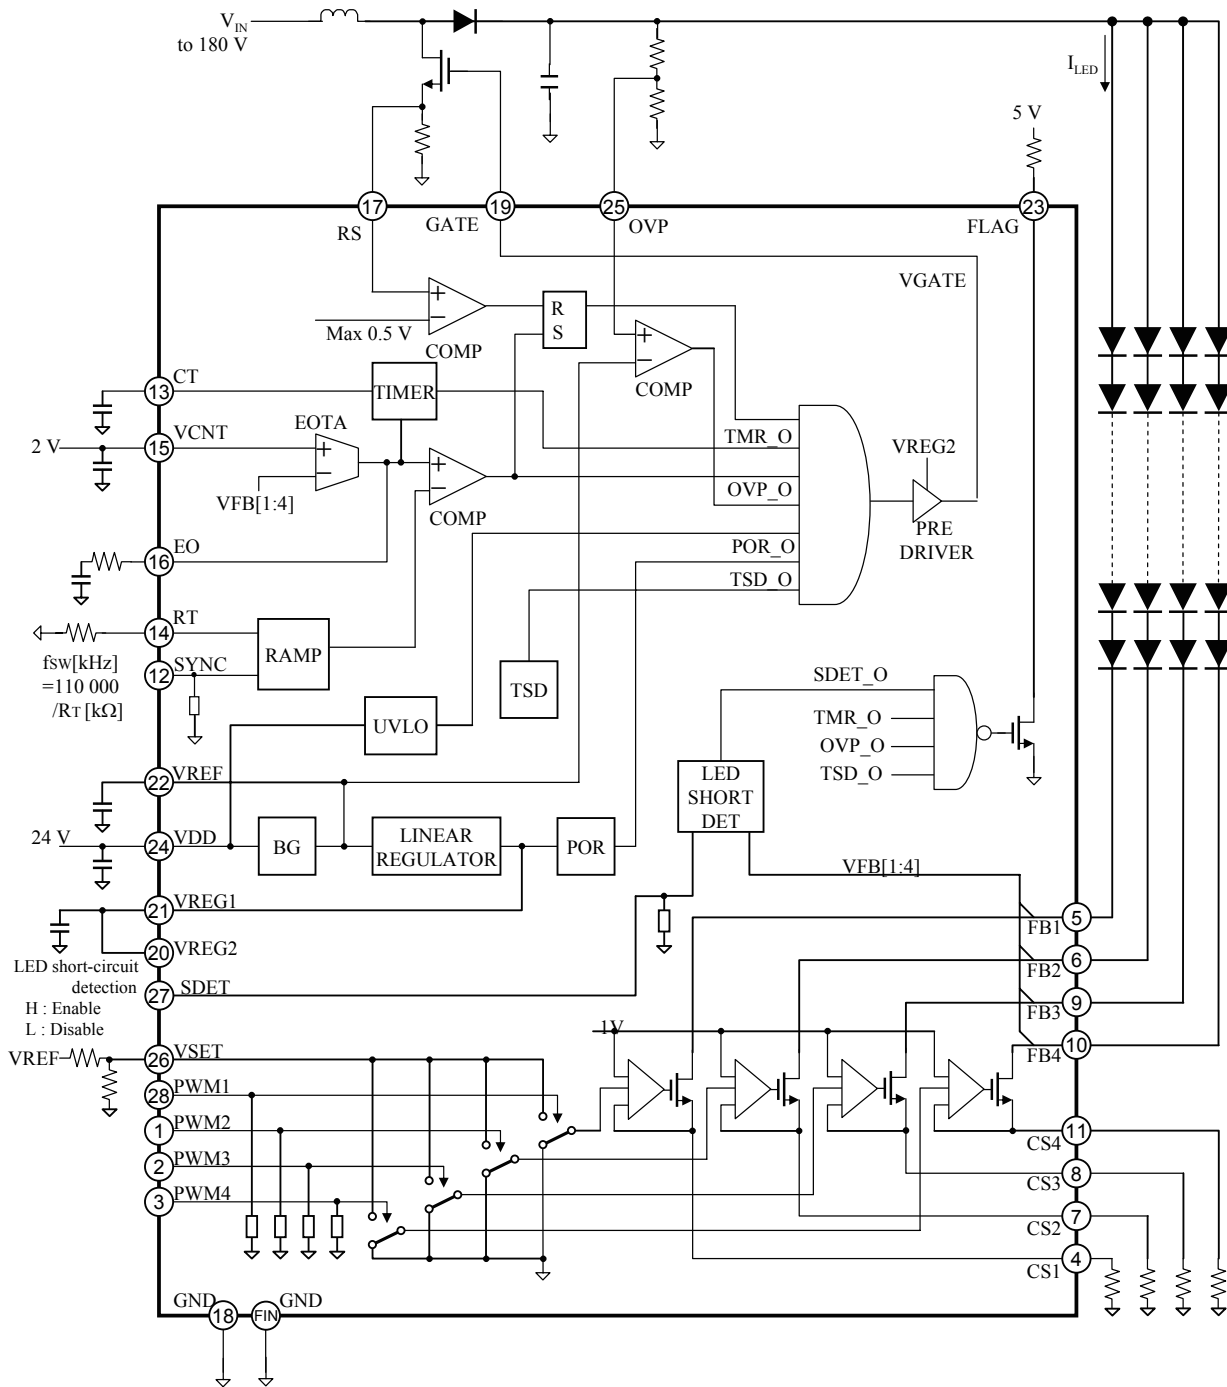 V_IN
to 180 V
I_LED
5 V
17
19
25
23
RS
GATE
OVP
FLAG
VGATE
+
−
Max 0.5 V
COMP
R
S
+
−
COMP
13
CT
TIMER
15
VCNT
2 V
EOTA
+
−
VFB[1:4]
+
−
COMP
TMR_O
OVP_O
POR_O
TSD_O
VREG2
PRE
DRIVER
16
EO
14
RT
12
SYNC
RAMP
fsw[kHz]
=110 000
/RT [kΩ]
TSD
UVLO
SDET_O
TMR_O
OVP_O
TSD_O
22
VREF
LED
SHORT
DET
24 V
24
VDD
BG
LINEAR
REGULATOR
POR
VFB[1:4]
21
VREG1
20
VREG2
LED short-circuit
detection
H : Enable
L : Disable
27
SDET
5
FB1
6
FB2
9
FB3
10
FB4
1V
VREF
26
VSET
28
PWM1
1
PWM2
2
PWM3
3
PWM4
11
CS4
8
CS3
7
CS2
4
CS1
GND
18
FIN
GND